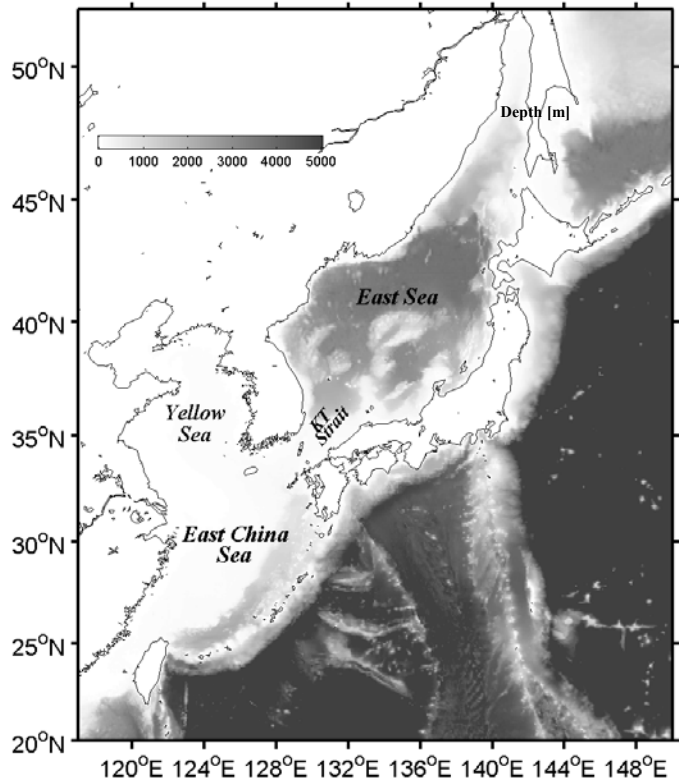 50°N
Depth [m]
0 1000 2000 3000 4000 5000
45°N
East Sea
40°N
Yellow
Sea
KT
Strait
35°N
East China
Sea
30°N
25°N
20°N
120°E 124°E 128°E 132°E 136°E 140°E 144°E 148°E